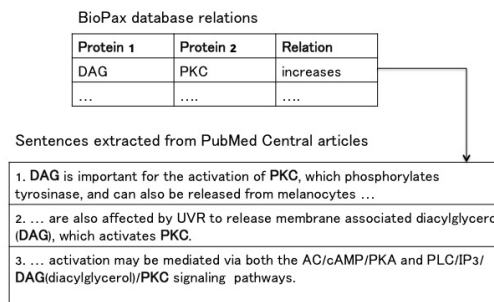 BioPax database relations
Protein 1 Protein 2 Relation
DAG PKC increases
... .... ....
Sentences extracted from PubMed Central articles
1. DAG is important for the activation of PKC, which phosphorylates
tyrosinase, and can also be released from melanocytes ...
2. ... are also affected by UVR to release membrane associated diacylglycero
(DAG), which activates PKC.
3. ... activation may be mediated via both the AC/cAMP/PKA and PLC/IP3/
DAG(diacylglycerol)/PKC signaling pathways.